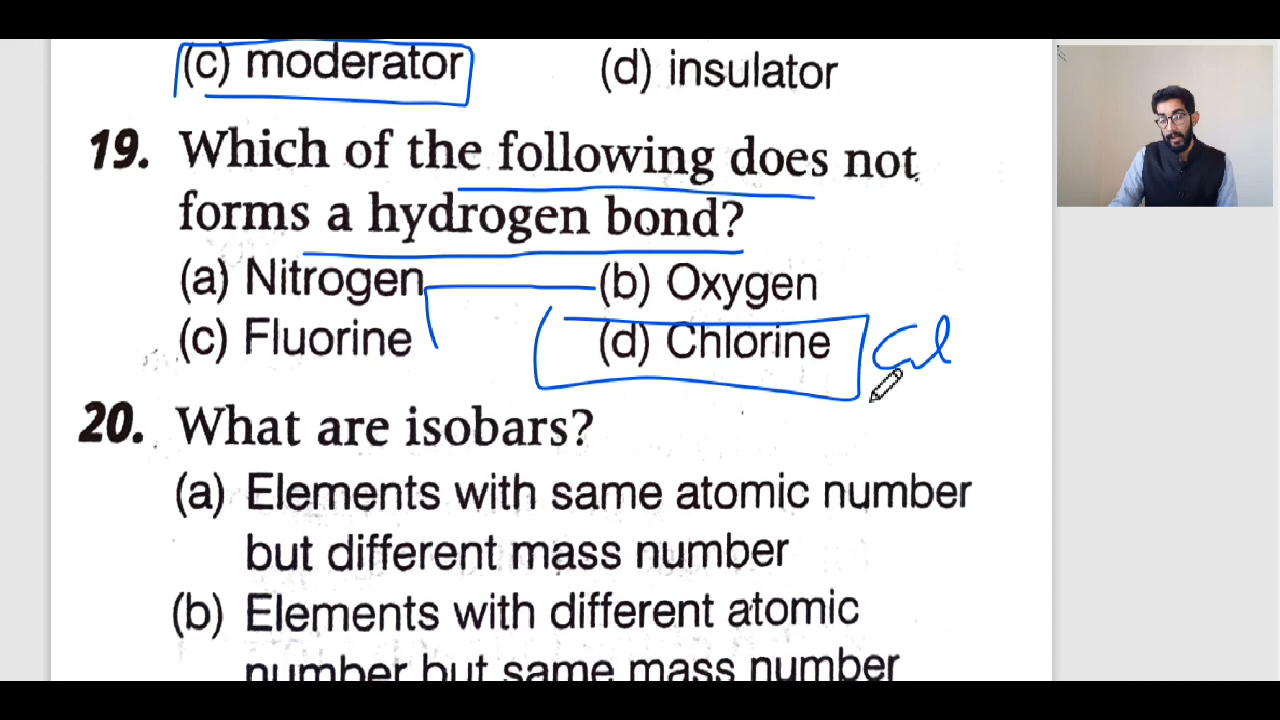 (c) moderator (d) insulator
19. Which of the following does not
forms a hydrogen bond?
(a) Nitrogen (b) Oxygen
(c) Fluorine (d) Chlorine Cl
20. What are isobars?
(a) Elements with same atomic number
but different mass number
(b) Elements with different atomic
number but same mass number